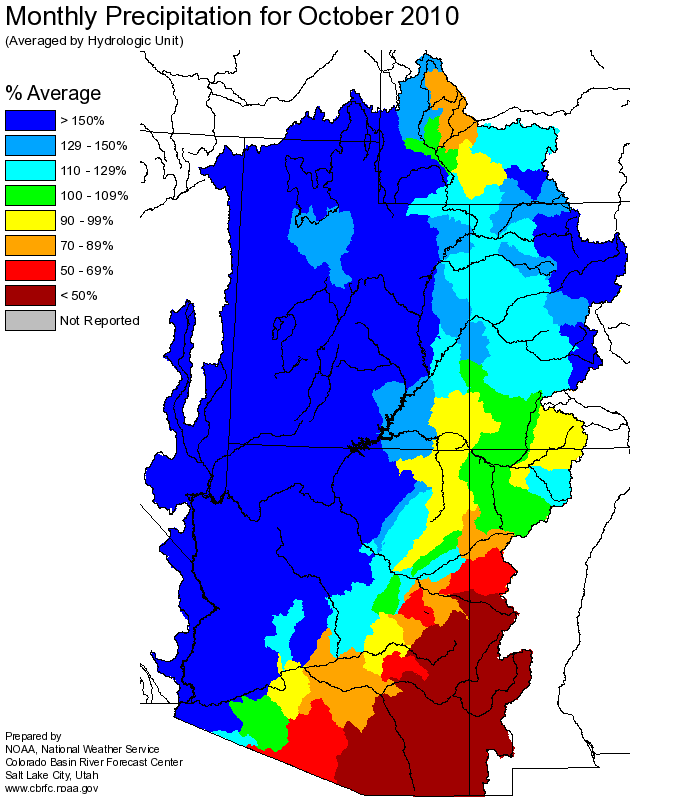 Monthly Precipitation for October 2010
(Averaged by Hydrologic Unit)
% Average
> 150%
129 - 150%
110 - 129%
100 - 109%
90 - 99%
70 - 89%
50 - 69%
< 50%
Not Reported
Prepared by
NOAA, National Weather Service
Colorado Basin River Forecast Center
Salt Lake City, Utah
www.cbrfc.noaa.gov